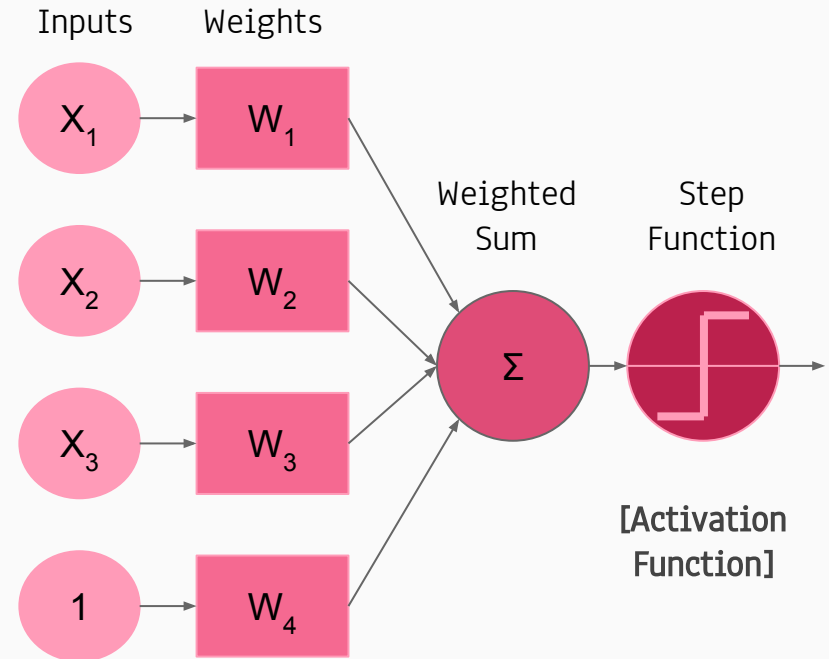 Inputs
Weights
X₁
W₁
Weighted
Sum
Step
Function
X₂
W₂
Σ
X₃
W₃
[Activation
Function]
1
W₄